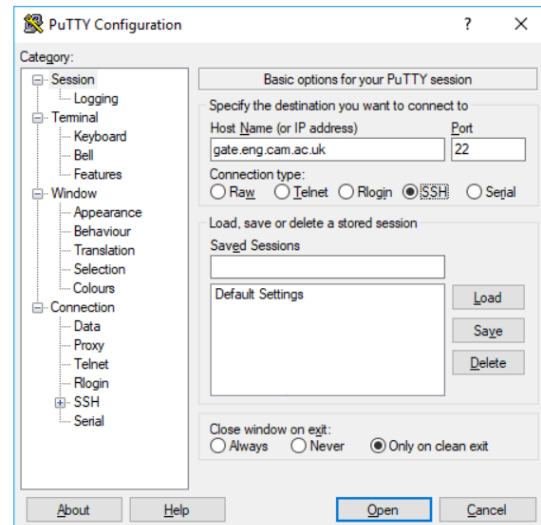 PuTTY Configuration
? ×
Category:
Session
Logging
Terminal
Keyboard
Bell
Features
Window
Appearance
Behaviour
Translation
Selection
Colours
Connection
Data
Proxy
Telnet
Rlogin
SSH
Serial
Basic options for your PuTTY session
Specify the destination you want to connect to
Host Name (or IP address) Port
gate.eng.cam.ac.uk 22
Connection type:
Raw Telnet Rlogin SSH Serial
Load, save or delete a stored session
Saved Sessions
Default Settings
Load
Save
Delete
Close window on exit:
Always Never Only on clean exit
About Help Open Cancel